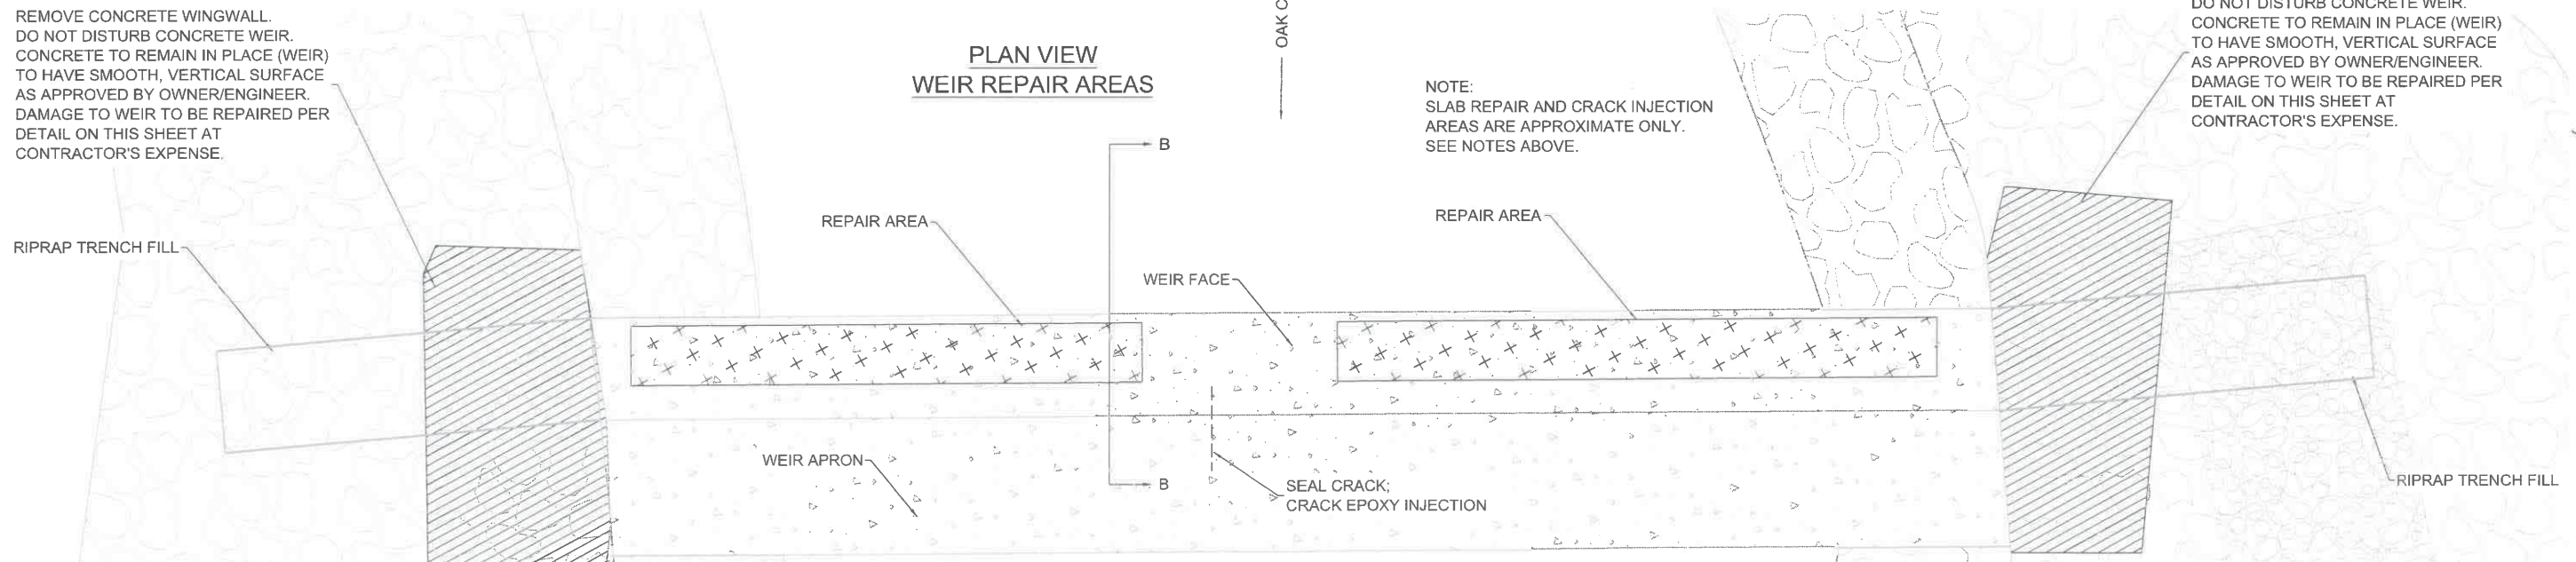 REMOVE CONCRETE WINGWALL.
DO NOT DISTURB CONCRETE WEIR.
CONCRETE TO REMAIN IN PLACE (WEIR)
TO HAVE SMOOTH, VERTICAL SURFACE
AS APPROVED BY OWNER/ENGINEER.
DAMAGE TO WEIR TO BE REPAIRED PER
DETAIL ON THIS SHEET AT
CONTRACTOR'S EXPENSE.
PLAN VIEW
WEIR REPAIR AREAS
OAK C
NOTE:
SLAB REPAIR AND CRACK INJECTION
AREAS ARE APPROXIMATE ONLY.
SEE NOTES ABOVE.
DO NOT DISTURB CONCRETE WEIR.
CONCRETE TO REMAIN IN PLACE (WEIR)
TO HAVE SMOOTH, VERTICAL SURFACE
AS APPROVED BY OWNER/ENGINEER.
DAMAGE TO WEIR TO BE REPAIRED PER
DETAIL ON THIS SHEET AT
CONTRACTOR'S EXPENSE.
B
REPAIR AREA
REPAIR AREA
RIPRAP TRENCH FILL
WEIR FACE
WEIR APRON
B
SEAL CRACK;
CRACK EPOXY INJECTION
RIPRAP TRENCH FILL